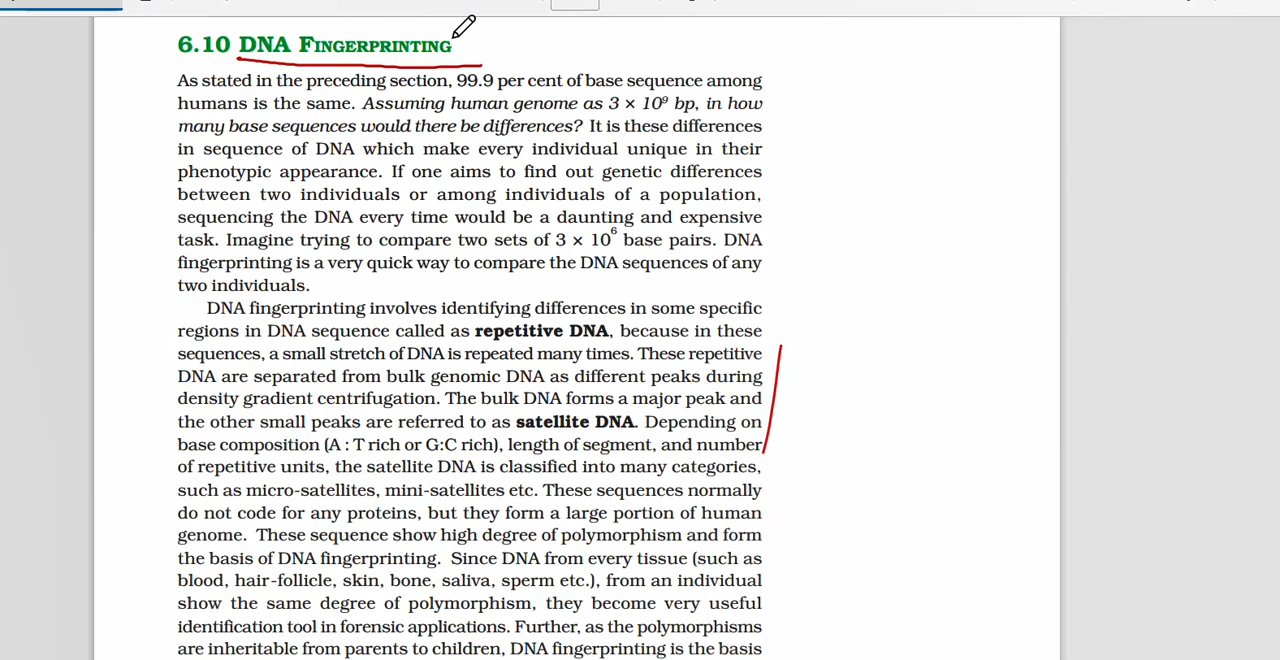 6.10 DNA FINGERPRINTING
As stated in the preceding section, 99.9 per cent of base sequence among
humans is the same. Assuming human genome as 3 × 10⁹ bp, in how
many base sequences would there be differences? It is these differences
in sequence of DNA which make every individual unique in their
phenotypic appearance. If one aims to find out genetic differences
between two individuals or among individuals of a population,
sequencing the DNA every time would be a daunting and expensive
task. Imagine trying to compare two sets of 3 × 10⁶ base pairs. DNA
fingerprinting is a very quick way to compare the DNA sequences of any
two individuals.
DNA fingerprinting involves identifying differences in some specific
regions in DNA sequence called as repetitive DNA, because in these
sequences, a small stretch of DNA is repeated many times. These repetitive
DNA are separated from bulk genomic DNA as different peaks during
density gradient centrifugation. The bulk DNA forms a major peak and
the other small peaks are referred to as satellite DNA. Depending on
base composition (A : T rich or G:C rich), length of segment, and number
of repetitive units, the satellite DNA is classified into many categories,
such as micro-satellites, mini-satellites etc. These sequences normally
do not code for any proteins, but they form a large portion of human
genome. These sequence show high degree of polymorphism and form
the basis of DNA fingerprinting. Since DNA from every tissue (such as
blood, hair-follicle, skin, bone, saliva, sperm etc.), from an individual
show the same degree of polymorphism, they become very useful
identification tool in forensic applications. Further, as the polymorphisms
are inheritable from parents to children, DNA fingerprinting is the basis